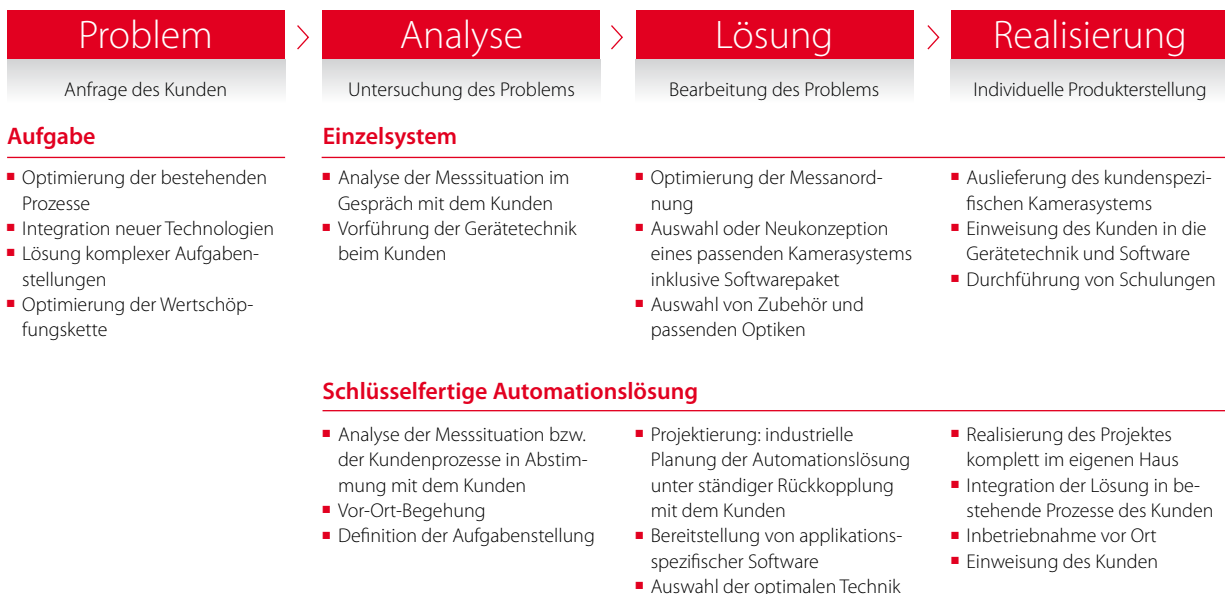 Problem
Analyse
Lösung
Realisierung
Anfrage des Kunden
Untersuchung des Problems
Bearbeitung des Problems
Individuelle Produkterstellung
Aufgabe
■ Optimierung der bestehenden
Prozesse
■ Integration neuer Technologien
■ Lösung komplexer Aufgaben-
stellungen
■ Optimierung der Wertschöp-
fungskette
Einzelsystem
■ Analyse der Messsituation im
Gespräch mit dem Kunden
■ Vorführung der Gerätetechnik
beim Kunden
■ Optimierung der Messanord-
nung
■ Auswahl oder Neukonzeption
eines passenden Kamerasystems
inklusive Softwarepaket
■ Auswahl von Zubehör und
passenden Optiken
■ Auslieferung des kundenspezi-
fischen Kamerasystems
■ Einweisung des Kunden in die
Gerätetechnik und Software
■ Durchführung von Schulungen
Schlüsselfertige Automationslösung
■ Analyse der Messsituation bzw.
der Kundenprozesse in Abstim-
mung mit dem Kunden
■ Vor-Ort-Begehung
■ Definition der Aufgabenstellung
■ Projektierung: industrielle
Planung der Automationslösung
unter ständiger Rückkopplung
mit dem Kunden
■ Bereitstellung von applikations-
spezifischer Software
■ Auswahl der optimalen Technik
■ Realisierung des Projektes
komplett im eigenen Haus
■ Integration der Lösung in be-
stehende Prozesse des Kunden
■ Inbetriebnahme vor Ort
■ Einweisung des Kunden